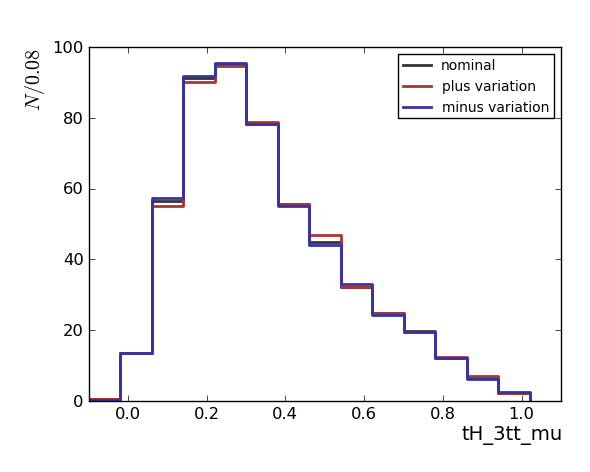 N/0.08
100
80
60
40
20
0
nominal
plus variation
minus variation
0.0 0.2 0.4 0.6 0.8 1.0
tH_3tt_mu